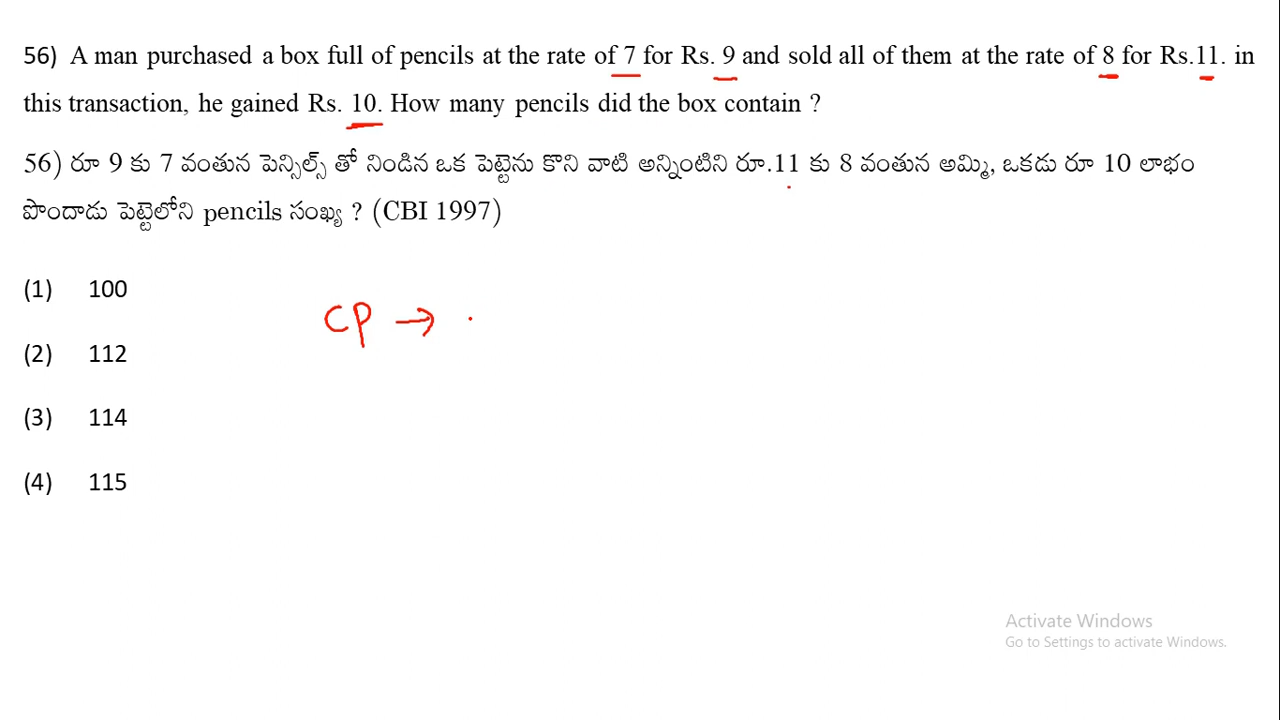 56) A man purchased a box full of pencils at the rate of 7 for Rs. 9 and sold all of them at the rate of 8 for Rs.11. in
this transaction, he gained Rs. 10. How many pencils did the box contain ?
56) రూ 9 కు 7 వంతున పెన్సిల్స్ తో నిండిన ఒక పెట్టెను కొని వాటి అన్నింటిని రూ.11 కు 8 వంతున అమ్మి, ఒకడు రూ 10 లాభం
పొందాడు పెట్టెలోని pencils సంఖ్య ? (CBI 1997)
(1) 100
CP →
(2) 112
(3) 114
(4) 115
Activate Windows
Go to Settings to activate Windows.